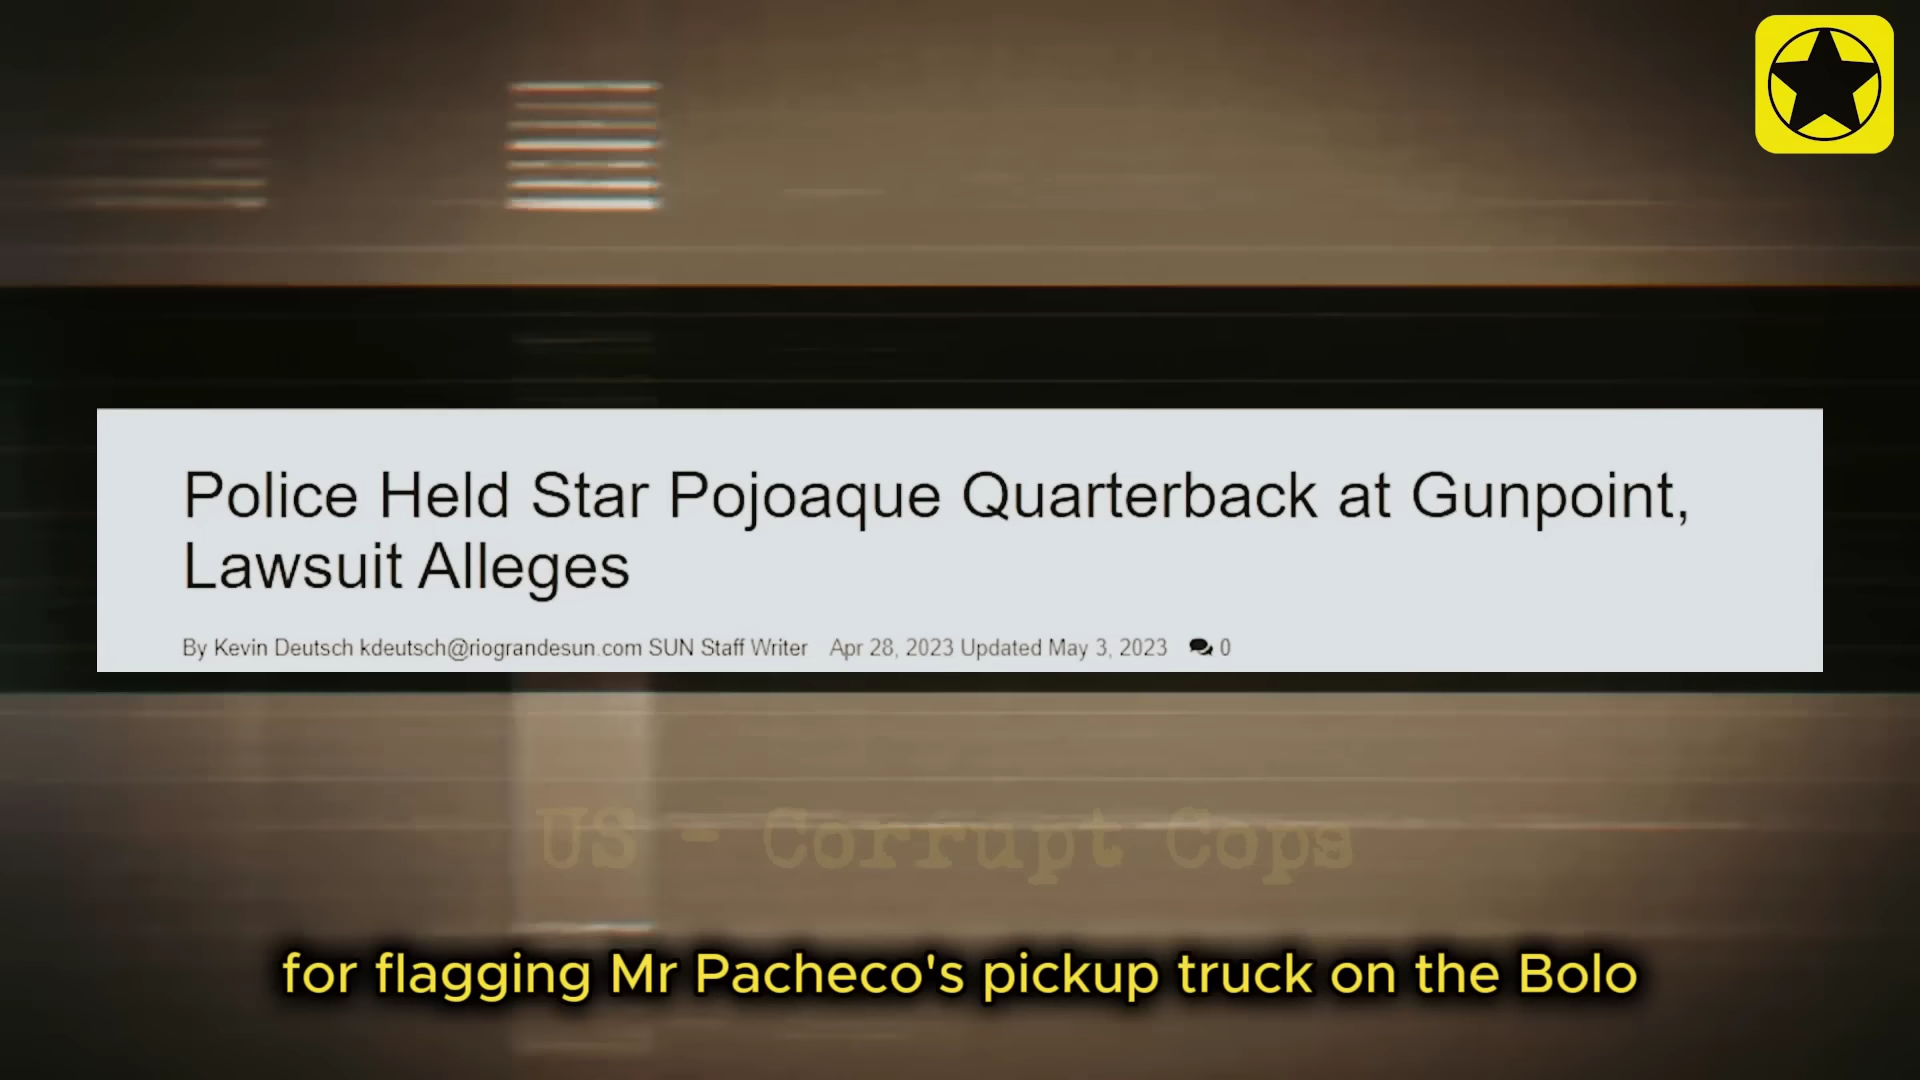 Police Held Star Pojoaque Quarterback at Gunpoint,
Lawsuit Alleges
By Kevin Deutsch kdeutsch@riograndesun.com SUN Staff Writer Apr 28, 2023 Updated May 3, 2023 0
US - Corrupt Cops
for flagging Mr Pacheco's pickup truck on the Bolo